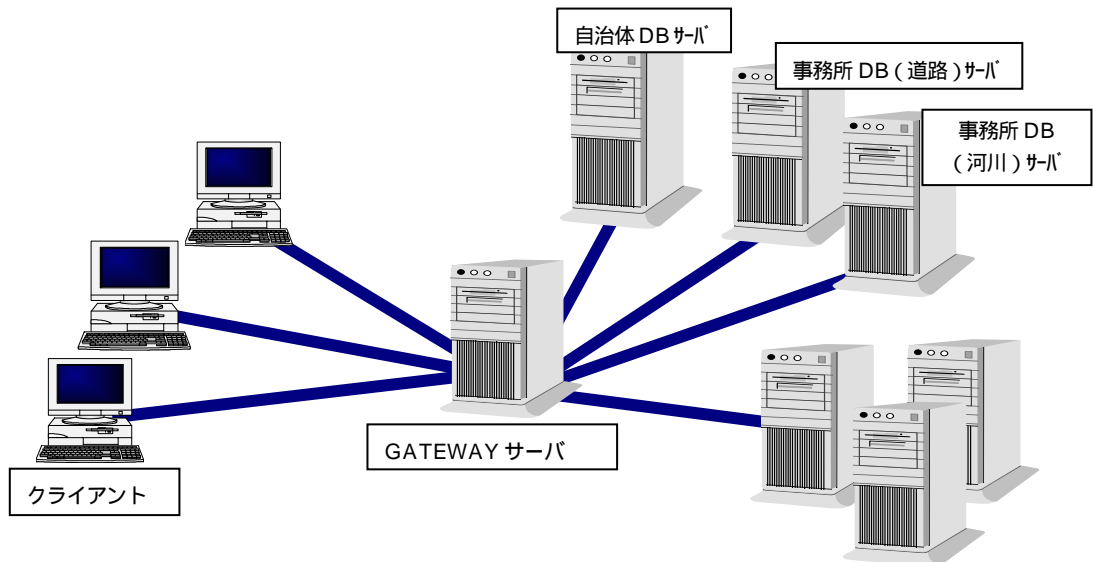 自治体 DB ｻｰﾊﾞ
事務所 DB ( 道路 ) ｻｰﾊﾞ
事務所 DB
( 河川 ) ｻｰﾊﾞ
GATEWAY サーバ
クライアント